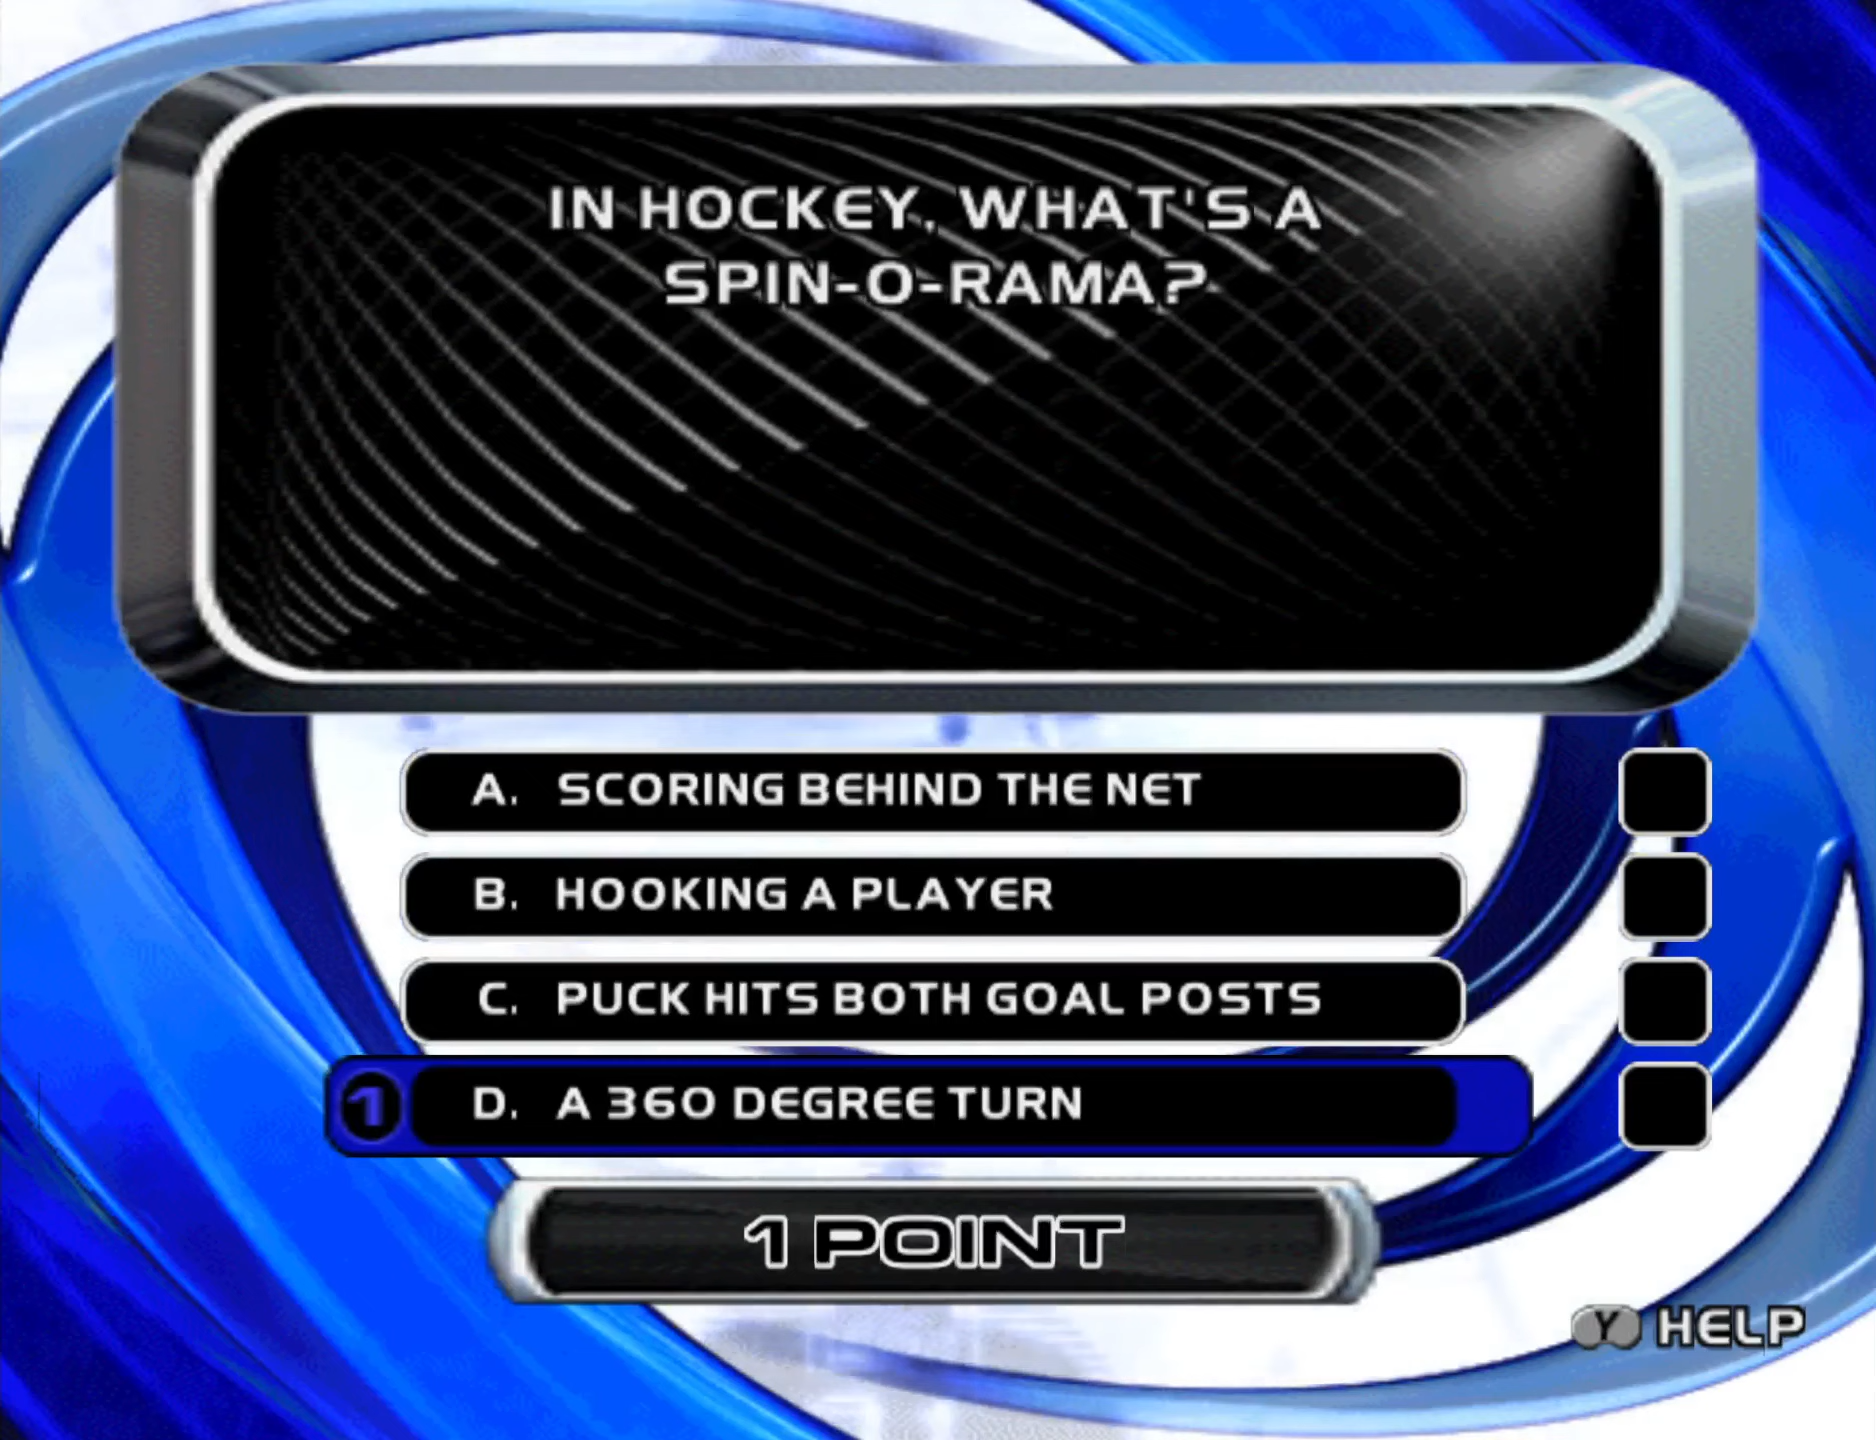 IN HOCKEY, WHAT'S A
SPIN-O-RAMA?
A. SCORING BEHIND THE NET
B. HOOKING A PLAYER
C. PUCK HITS BOTH GOAL POSTS
1 D. A 360 DEGREE TURN
1 POINT
Y HELP